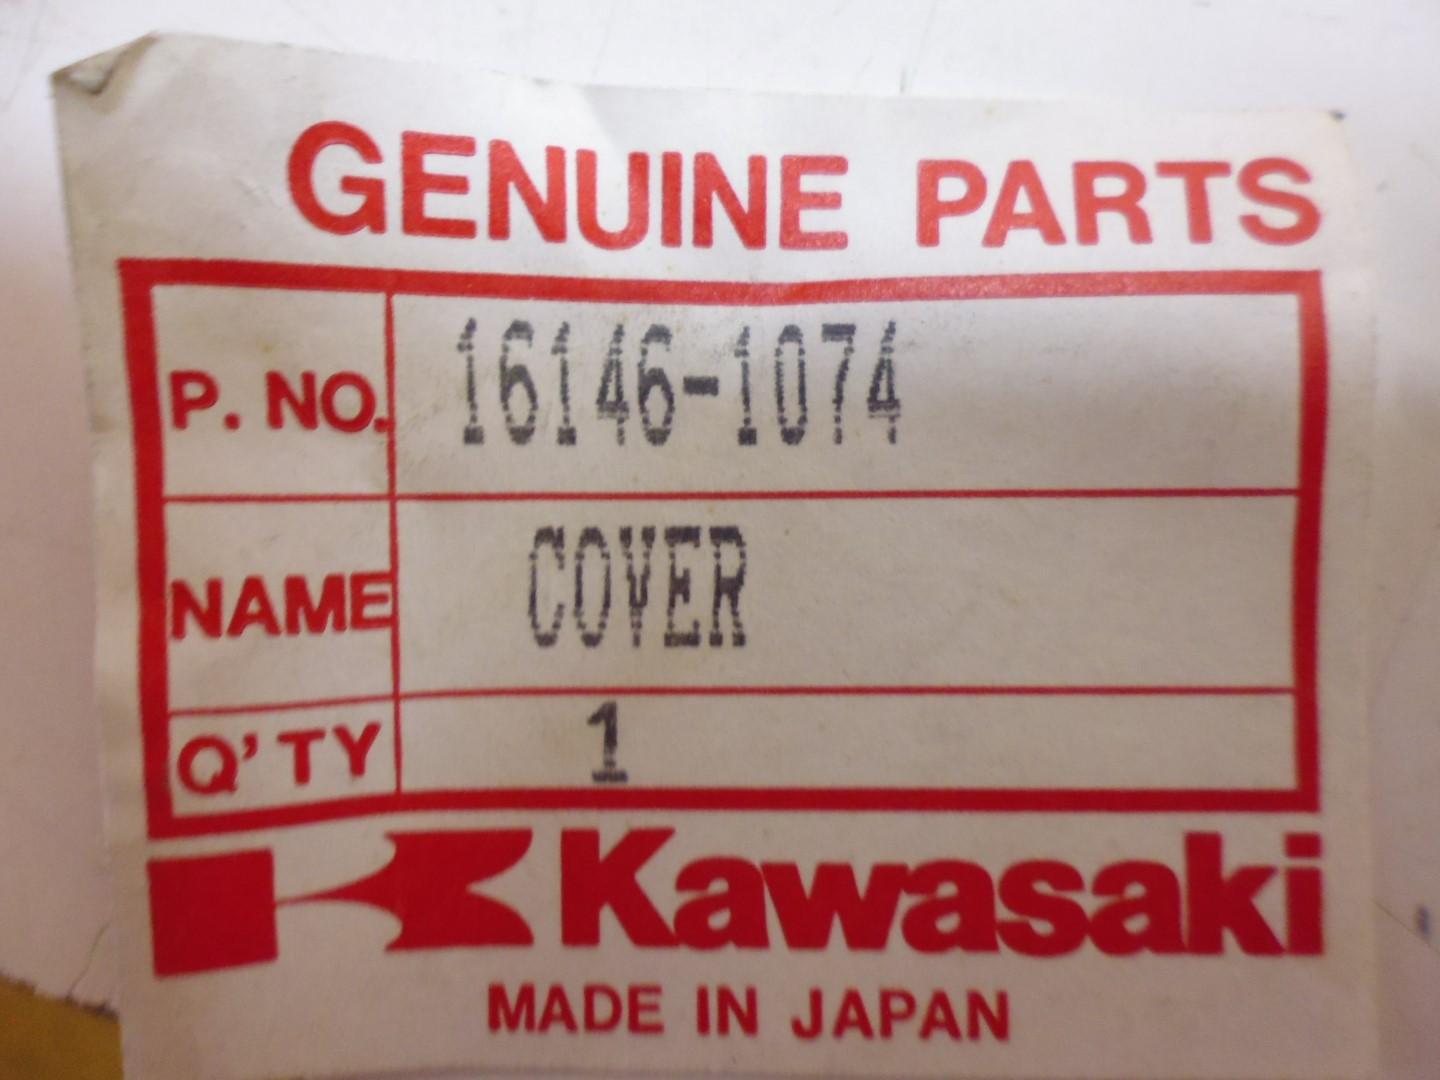 GENUINE PARTS
P. NO. 16146-1074
NAME COVER
Q'TY 1
Kawasaki
MADE IN JAPAN